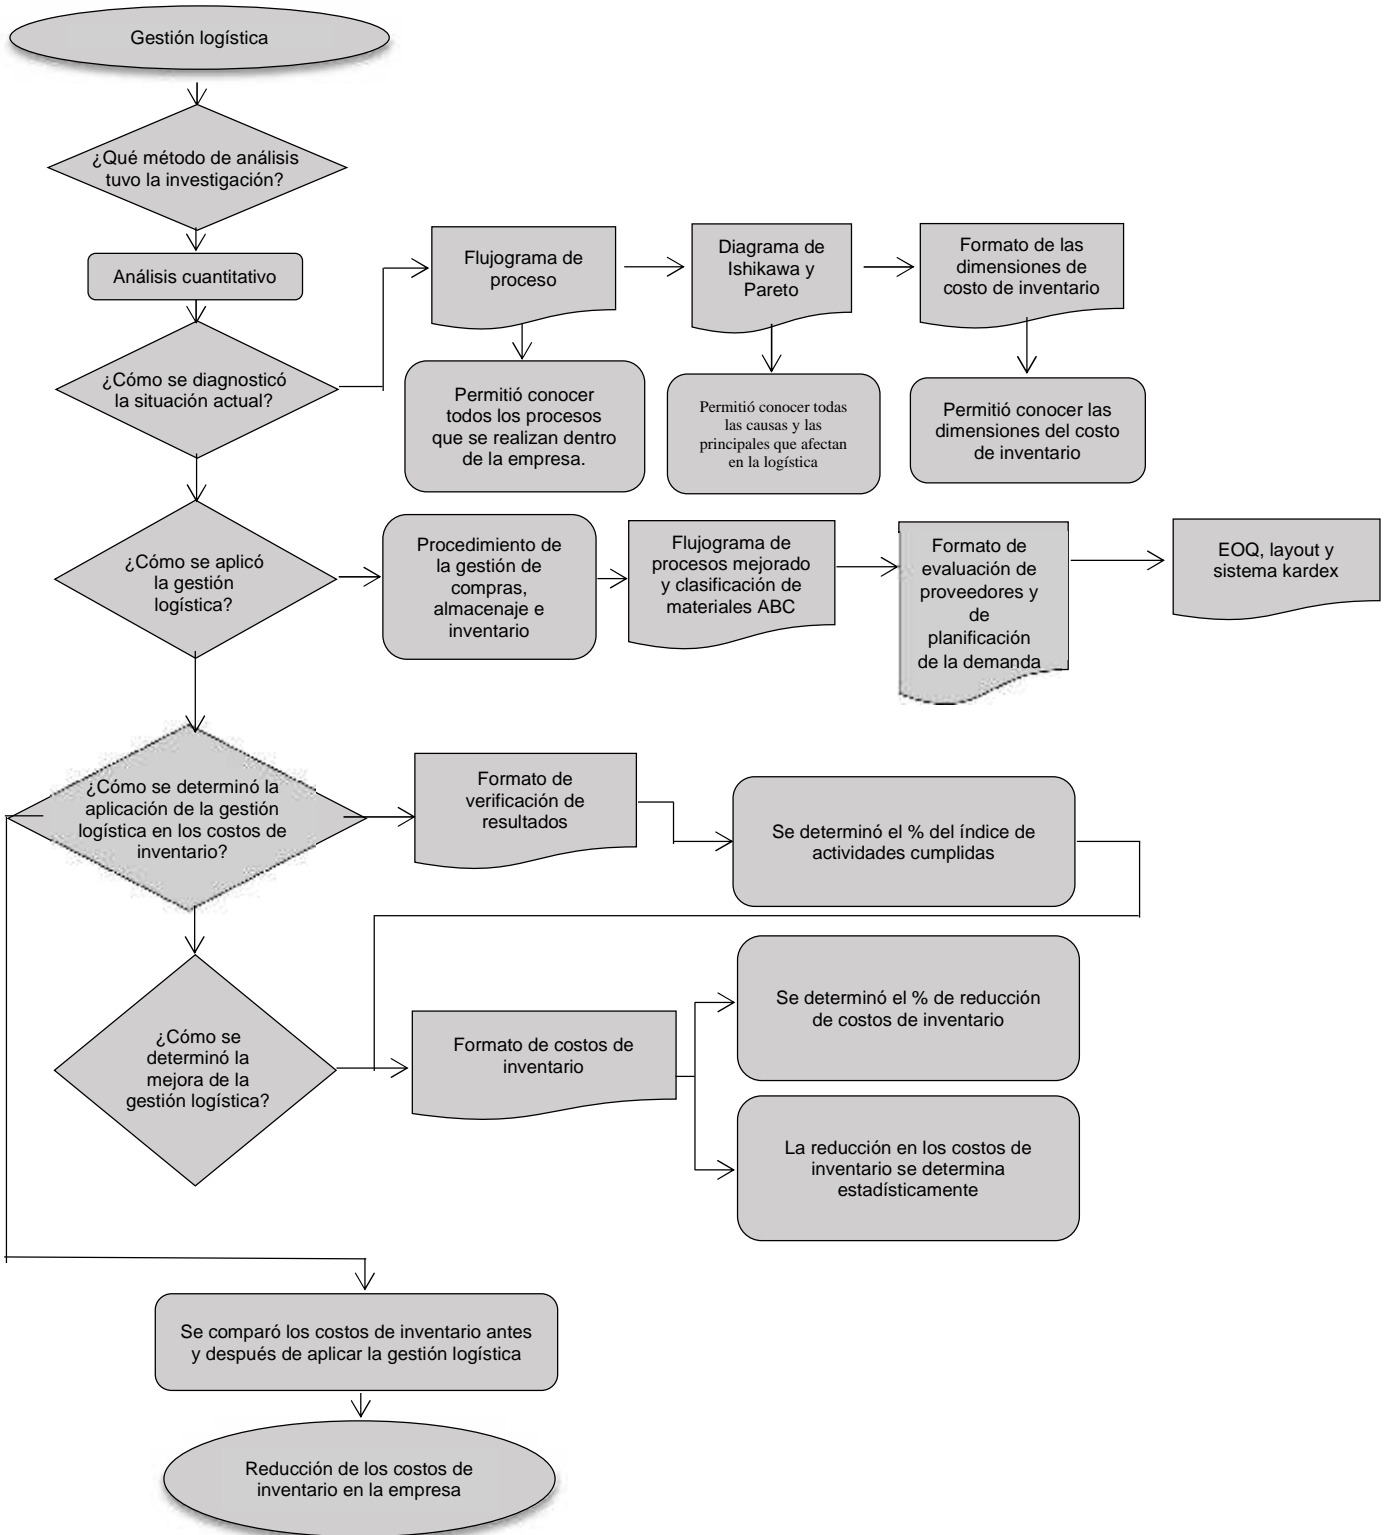 Gestión logística
¿Qué método de análisis
tuvo la investigación?
Análisis cuantitativo
¿Cómo se diagnosticó
la situación actual?
Flujograma de
proceso
Diagrama de
Ishikawa y
Pareto
Formato de las
dimensiones de
costo de inventario
Permitió conocer
todos los procesos
que se realizan dentro
de la empresa.
Permitió conocer todas
las causas y las
principales que afectan
en la logística
Permitió conocer las
dimensiones del costo
de inventario
¿Cómo se aplicó
la gestión
logística?
Procedimiento de
la gestión de
compras,
almacenaje e
inventario
Flujograma de
procesos mejorado
y clasificación de
materiales ABC
Formato de
evaluación de
proveedores y
de
planificación
de la demanda
EOQ, layout y
sistema kardex
¿Cómo se determinó la
aplicación de la gestión
logística en los costos de
inventario?
Formato de
verificación de
resultados
Se determinó el % del índice de
actividades cumplidas
¿Cómo se
determinó la
mejora de la
gestión logística?
Formato de costos de
inventario
Se determinó el % de reducción
de costos de inventario
La reducción en los costos de
inventario se determina
estadísticamente
Se comparó los costos de inventario antes
y después de aplicar la gestión logística
Reducción de los costos de
inventario en la empresa